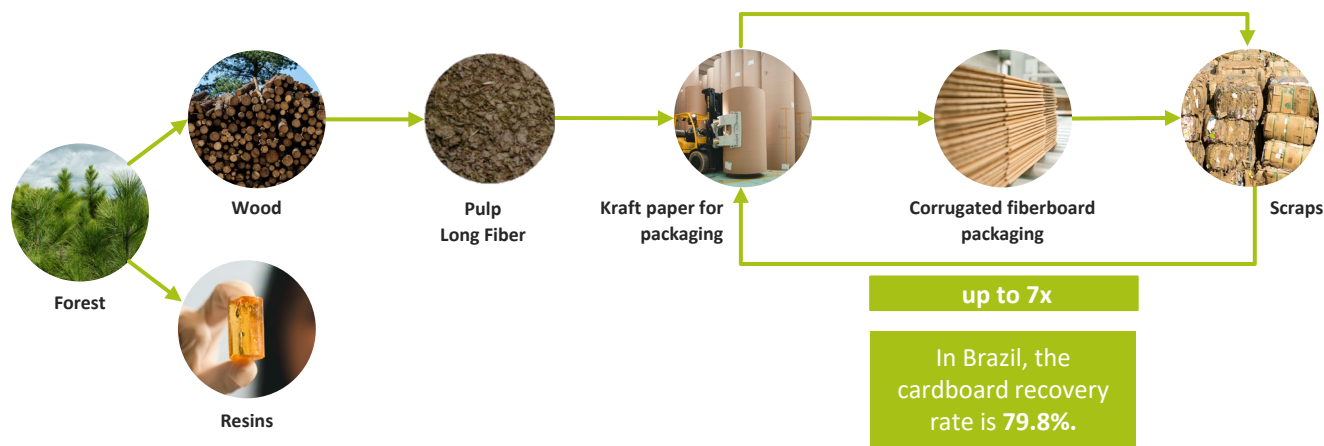 Forest
Wood
Resins
Pulp
Long Fiber
Kraft paper for
packaging
Corrugated fiberboard
packaging
Scraps
up to 7x
In Brazil, the
cardboard recovery
rate is 79.8%.